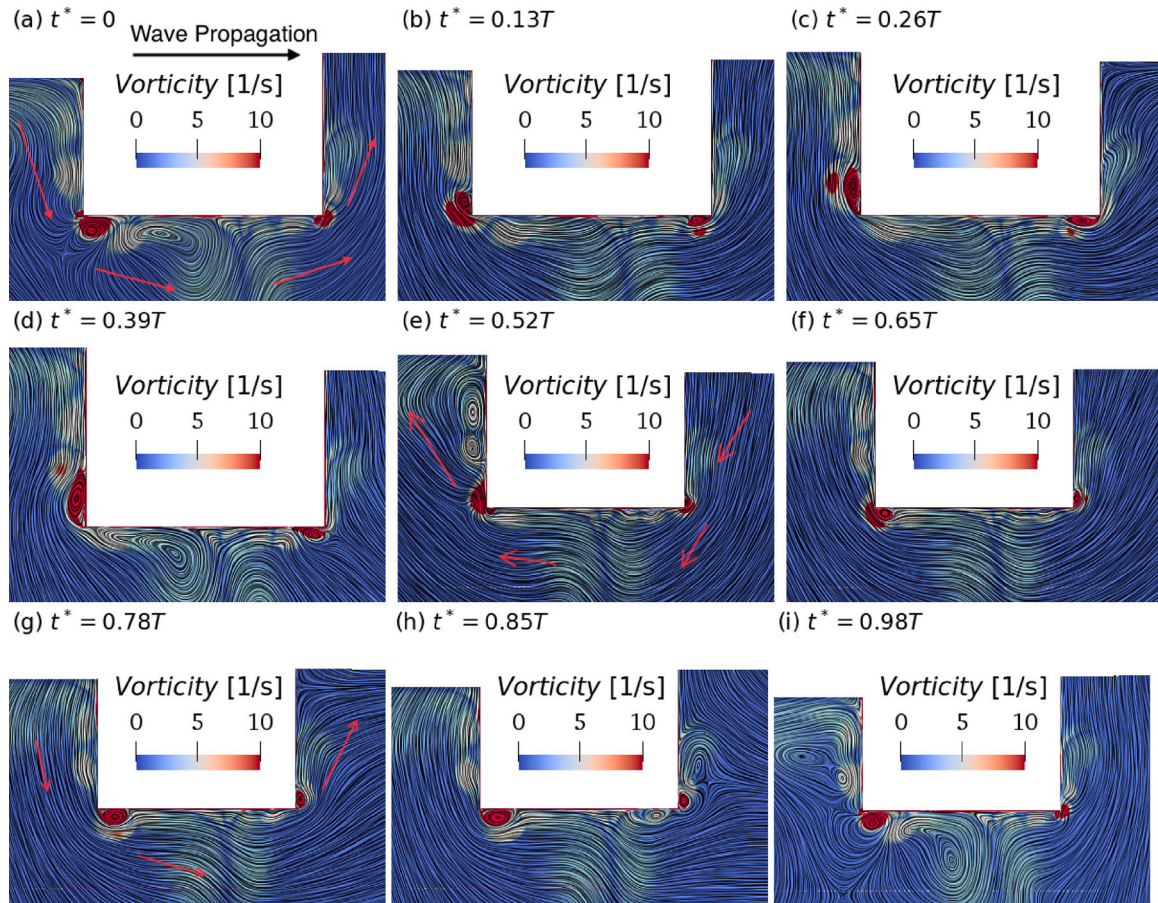 (a) t* = 0
(b) t* = 0.13T
(c) t* = 0.26T
Wave Propagation
Vorticity [1/s]
0 5 10
Vorticity [1/s]
0 5 10
Vorticity [1/s]
0 5 10
(d) t* = 0.39T
(e) t* = 0.52T
(f) t* = 0.65T
Vorticity [1/s]
0 5 10
Vorticity [1/s]
0 5 10
Vorticity [1/s]
0 5 10
(g) t* = 0.78T
(h) t* = 0.85T
(i) t* = 0.98T
Vorticity [1/s]
0 5 10
Vorticity [1/s]
0 5 10
Vorticity [1/s]
0 5 10